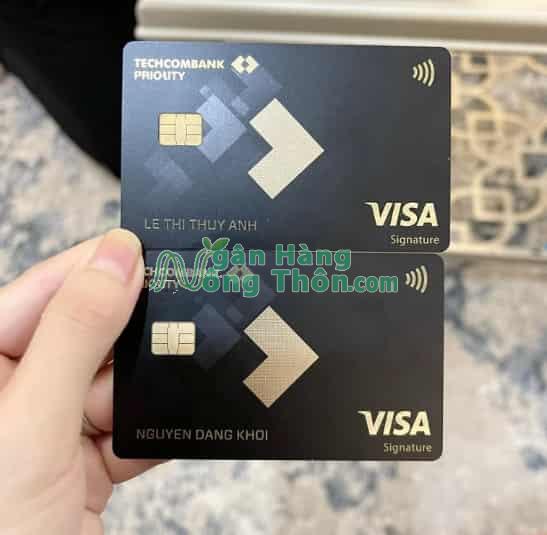 TECHCOMBANK
PRIORITY
LE THI THUY ANH
VISA
Signature
Ngân Hàng
Nông Thôn.com
TECHCOMBANK
VISA
Signature
NGUYEN DANG KHOI